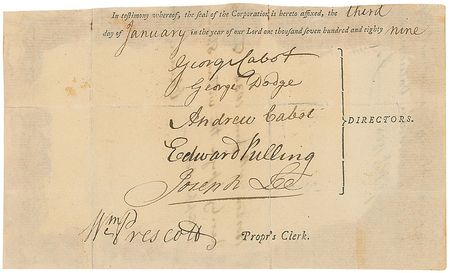 In testimony whereof, the seal of the Corporation is hereto affixed, the third
day of January in the year of our Lord one thousand seven hundred and eighty nine
George Cabot
George Dodge
Andrew Cabot
Edward Pulling
Joseph Lee
DIRECTORS.
Wm Prescott Propr's Clerk.